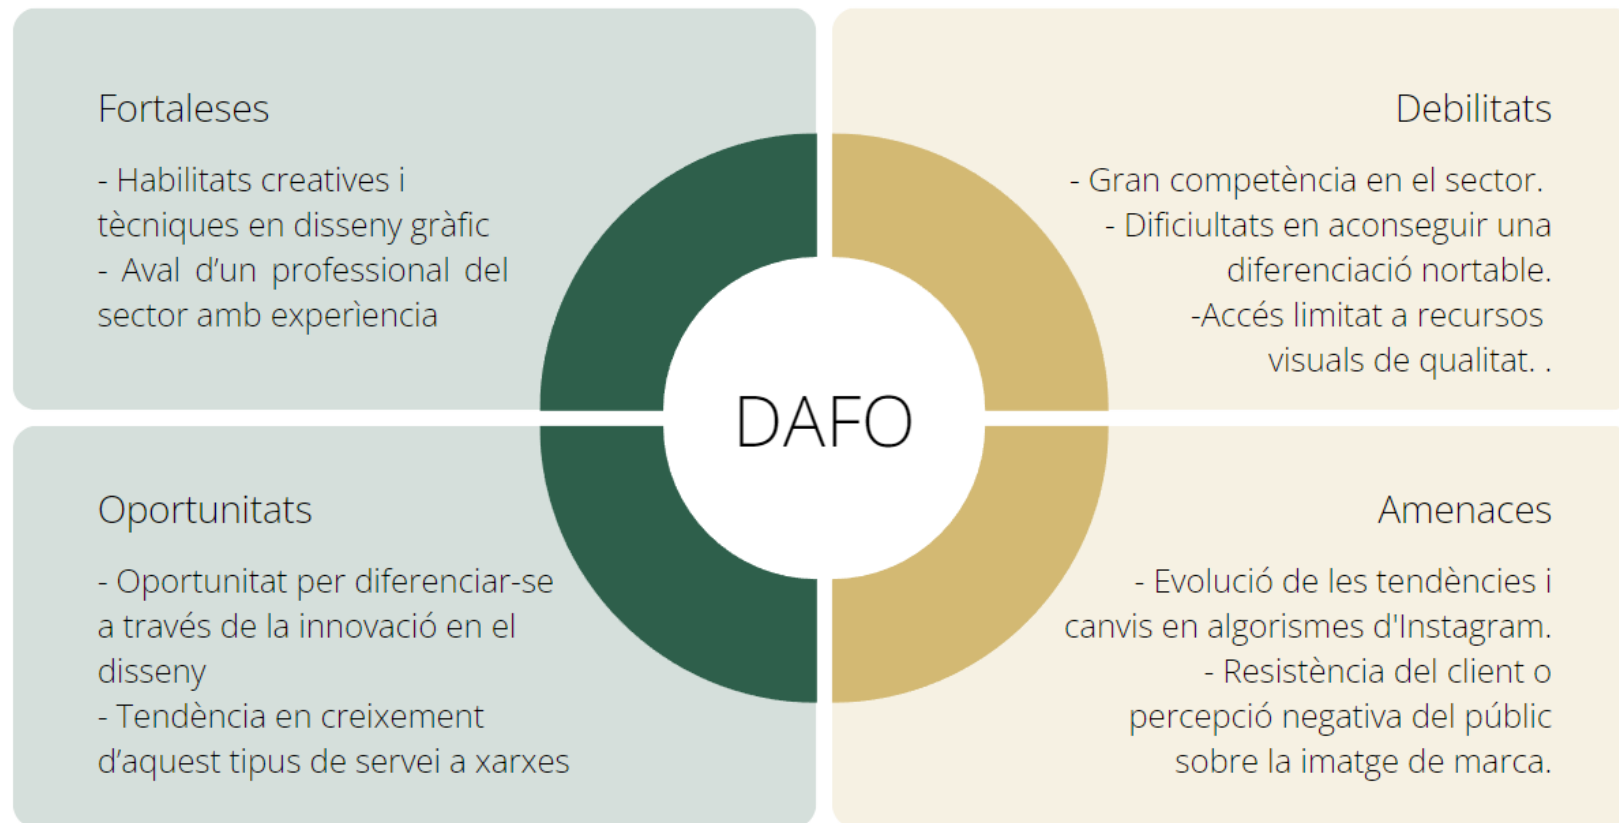 Fortaleses
- Habilitats creatives i
tècniques en disseny gràfic
- Aval d’un professional del
sector amb experìencia
Debilitats
- Gran competència en el sector.
- Dificiultats en aconseguir una
diferenciació nortable.
-Accés limitat a recursos
visuals de qualitat. .
DAFO
Oportunitats
- Oportunitat per diferenciar-se
a través de la innovació en el
disseny
- Tendència en creixement
d’aquest tipus de servei a xarxes
Amenaces
- Evolució de les tendències i
canvis en algorismes d'Instagram.
- Resistència del client o
percepció negativa del públic
sobre la imatge de marca.